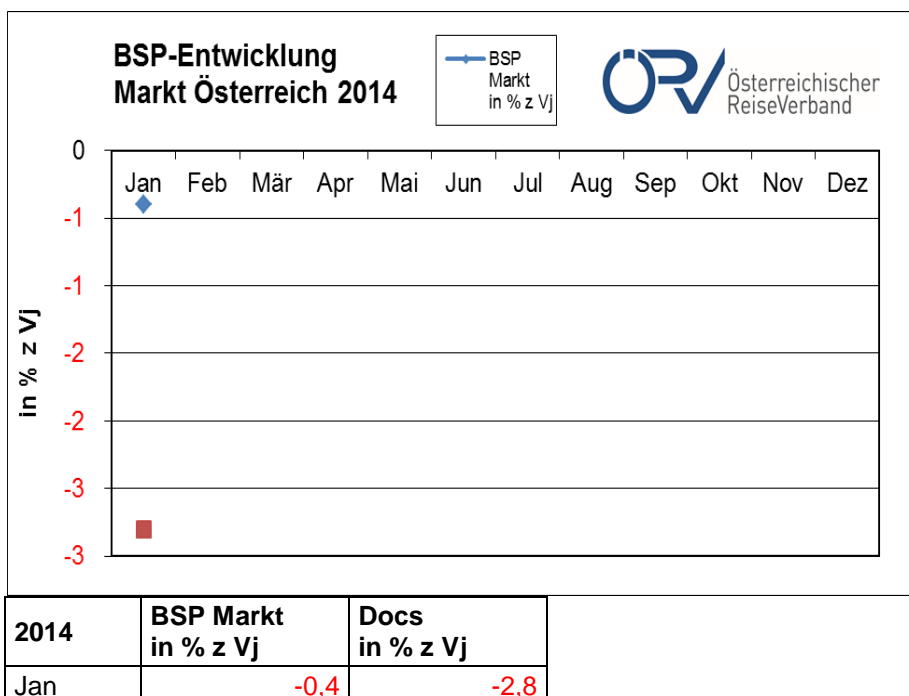 BSP-Entwicklung
Markt Österreich 2014
BSP
Markt
in % z Vj
ÖRV
Österreichischer
ReiseVerband
0
Jan Feb Mär Apr Mai Jun Jul Aug Sep Okt Nov Dez
-1
-1
-2
-2
-3
-3
in % z Vj
2014 BSP Markt in % z Vj Docs in % z Vj
Jan -0,4 -2,8